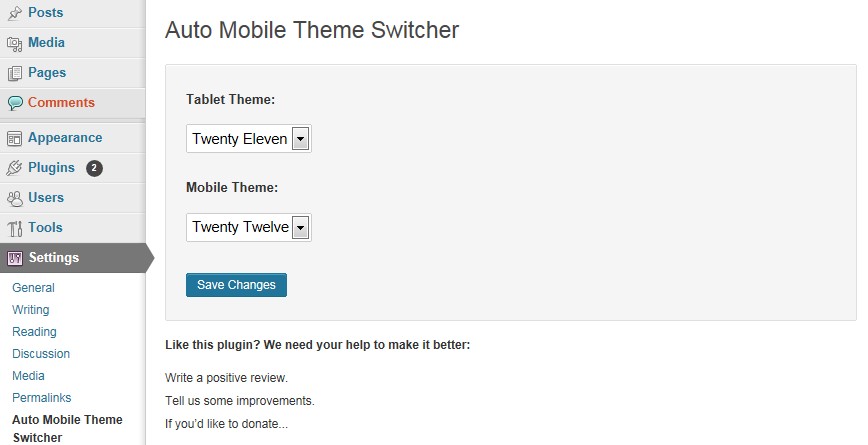 Posts
Media
Pages
Comments
Appearance
Plugins 2
Users
Tools
Settings
General
Writing
Reading
Discussion
Media
Permalinks
Auto Mobile Theme
Switcher
Auto Mobile Theme Switcher
Tablet Theme:
Twenty Eleven
Mobile Theme:
Twenty Twelve
Save Changes
Like this plugin? We need your help to make it better:
Write a positive review.
Tell us some improvements.
If you'd like to donate...